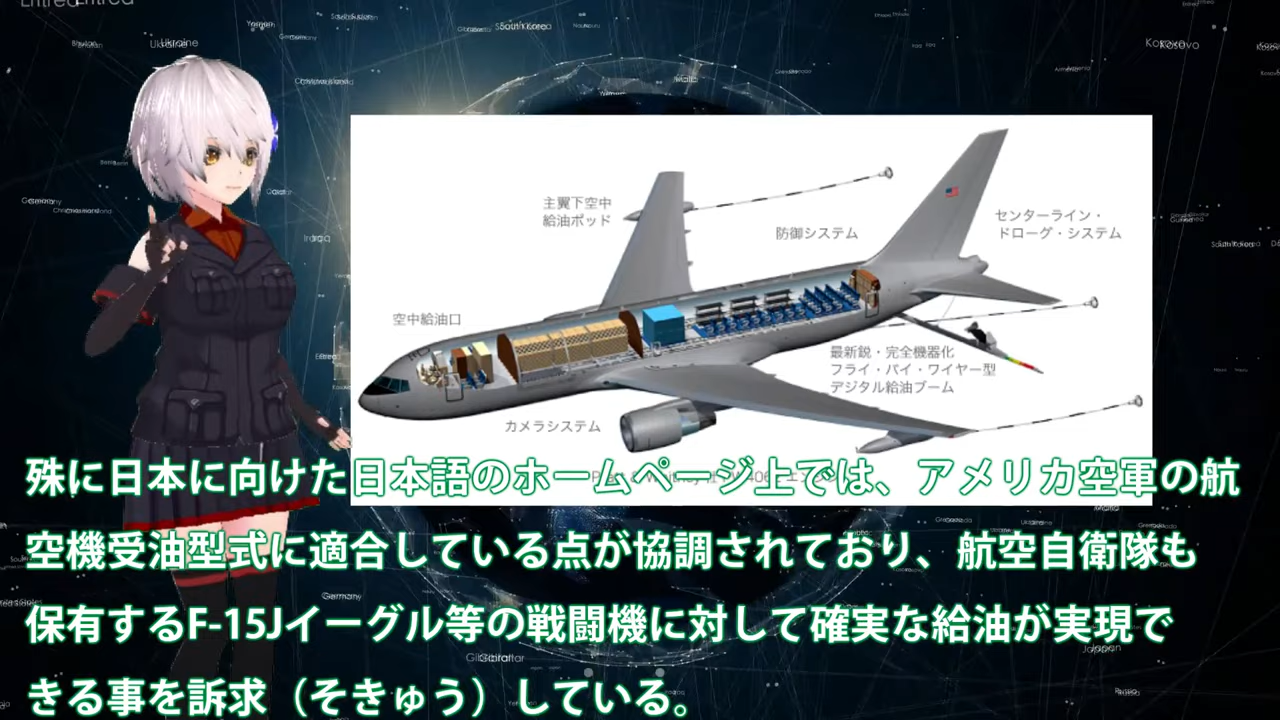 主翼下空中
給油ポッド
防御システム
センターライン・
ドローグ・システム
空中給油口
最新鋭・完全機器化
フライ・バイ・ワイヤー型
デジタル給油ブーム
カメラシステム
殊に日本に向けた日本語のホームページ上では、アメリカ空軍の航
空機受油型式に適合している点が協調されており、航空自衛隊も
保有するF-15Jイーグル等の戦闘機に対して確実な給油が実現で
きる事を訴求（そきゅう）している。